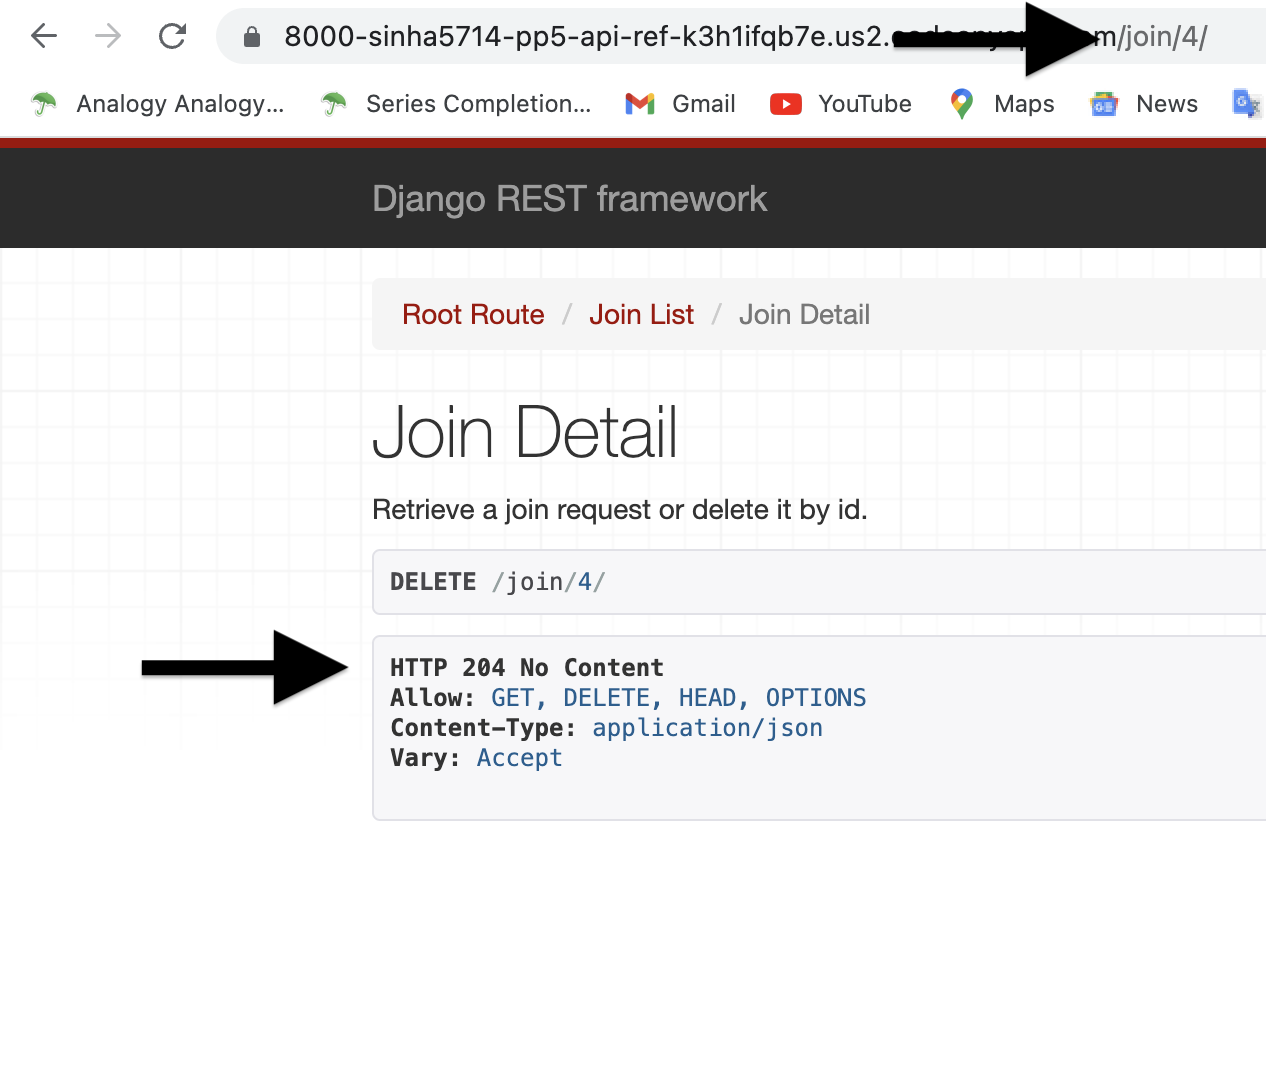 8000-sinha5714-pp5-api-ref-k3h1ifqb7e.us2. m/join/4/
Analogy Analogy... Series Completion... Gmail YouTube Maps News
Django REST framework
Root Route / Join List / Join Detail
Join Detail
Retrieve a join request or delete it by id.
DELETE /join/4/
HTTP 204 No Content
Allow: GET, DELETE, HEAD, OPTIONS
Content-Type: application/json
Vary: Accept